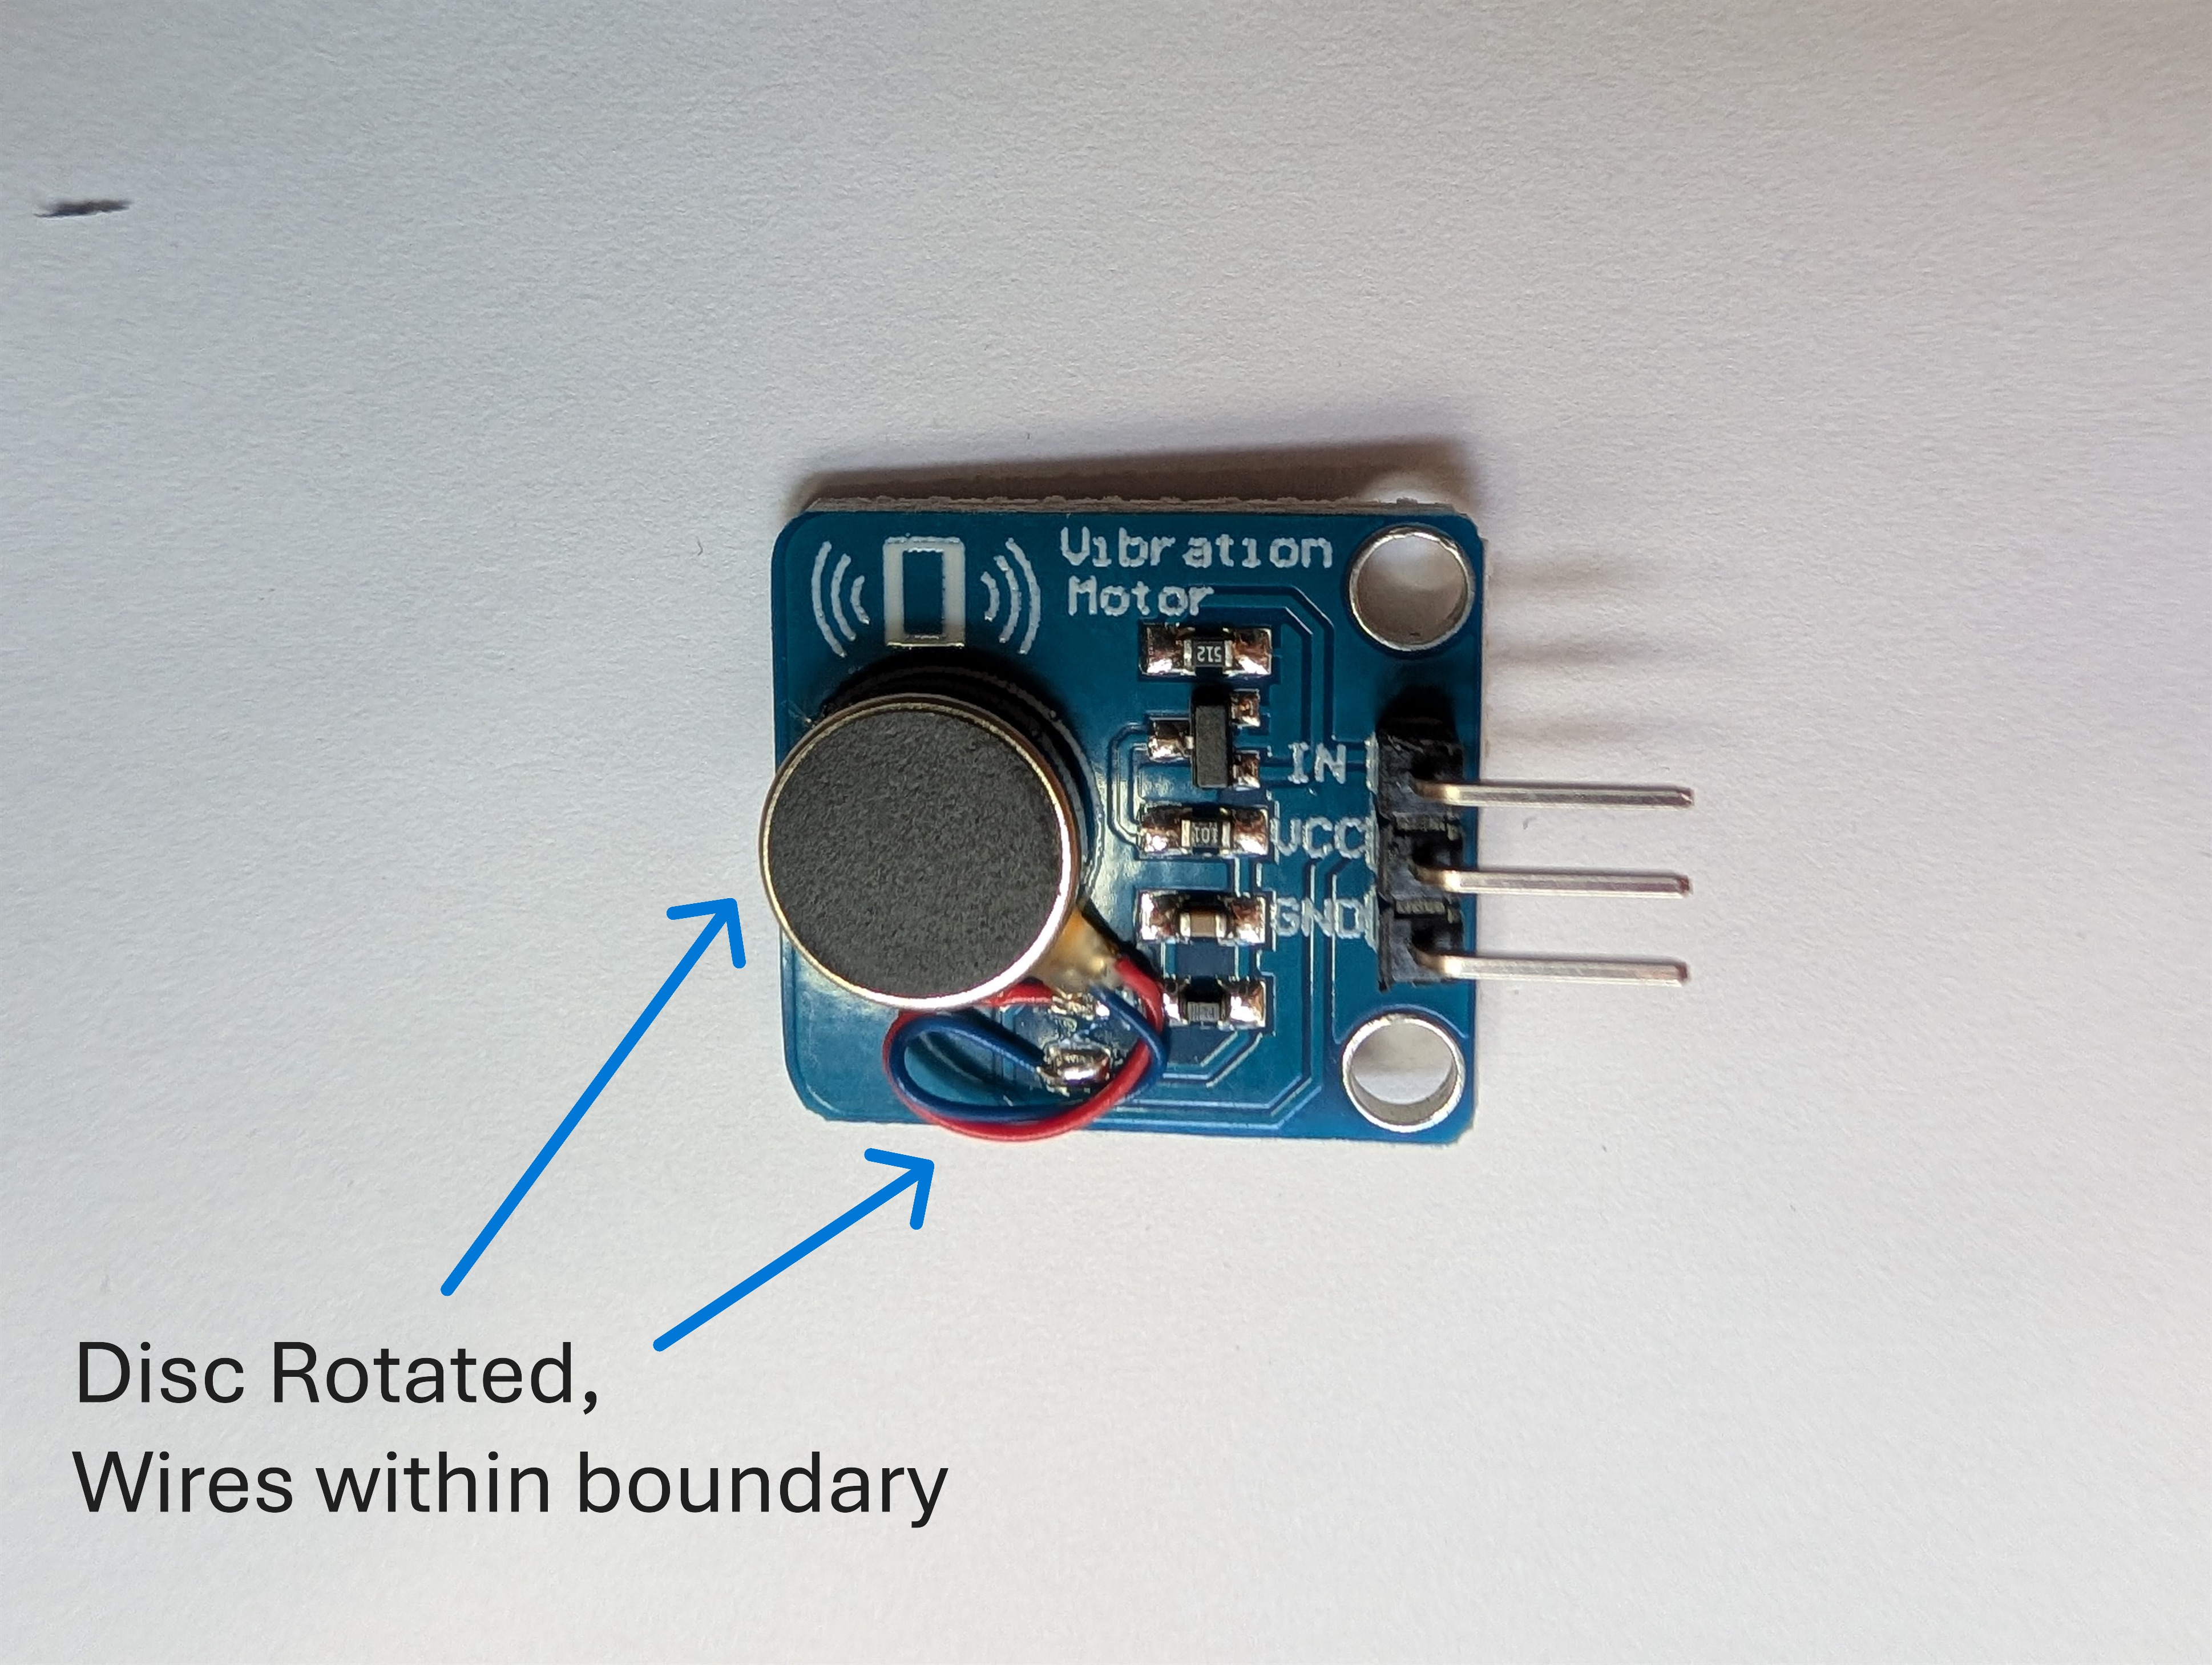 Vibration
Motor
512
IN
101
VCC
GND
Disc Rotated,
Wires within boundary